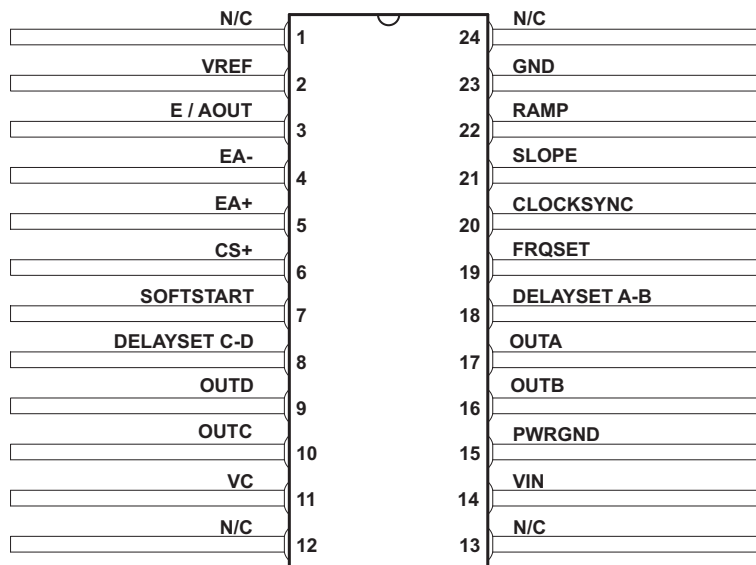 N/C 1 24 N/C
VREF 2 23 GND
E / AOUT 3 22 RAMP
EA- 4 21 SLOPE
EA+ 5 20 CLOCKSYNC
CS+ 6 19 FRQSET
SOFTSTART 7 18 DELAYSET A-B
DELAYSET C-D 8 17 OUTA
OUTD 9 16 OUTB
OUTC 10 15 PWRGND
VC 11 14 VIN
N/C 12 13 N/C